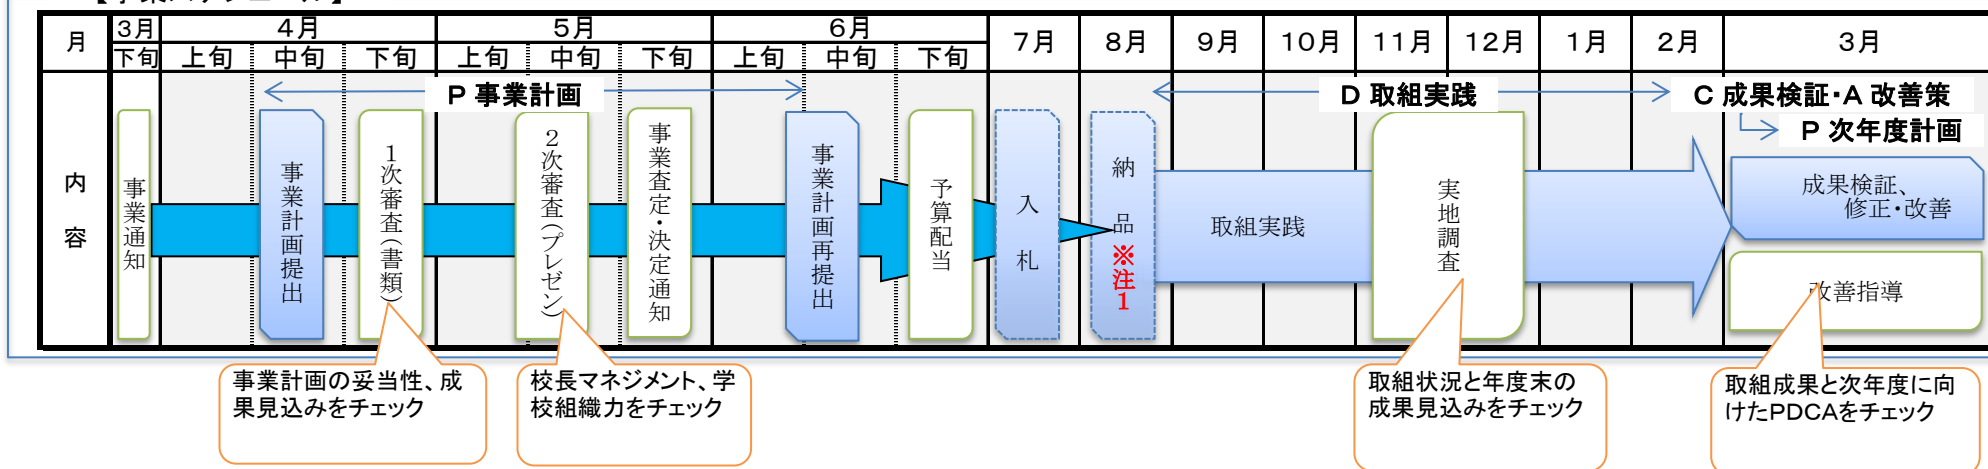 【事業スケジュール】
月
3月
4月
5月
6月
7月
8月
9月
10月
11月
12月
1月
2月
3月
下旬
上旬
中旬
下旬
上旬
中旬
下旬
上旬
中旬
下旬
P 事業計画
D 取組実践
C 成果検証・A 改善策
P 次年度計画
内容
事業通知
事業計画提出
1次審査(書類)
2次審査(プレゼン)
事業査定・決定通知
事業計画再提出
予算配当
入札
納品※注1
取組実践
実地調査
成果検証、
修正・改善
改善指導
事業計画の妥当性、成
果見込みをチェック
校長マネジメント、学
校組織力をチェック
取組状況と年度末の
成果見込みをチェック
取組成果と次年度に向
けたPDCAをチェック